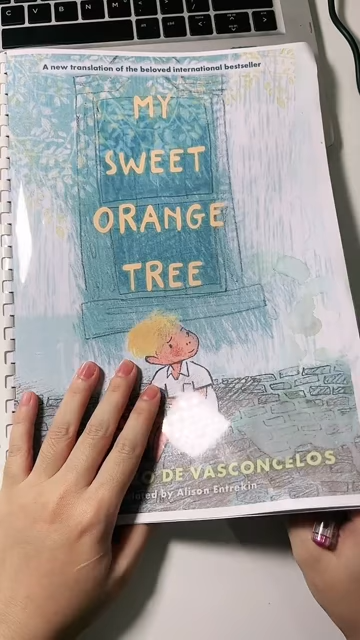 A new translation of the beloved international bestseller
MY
SWEET
ORANGE
TREE
DE VASCONCELOS
by Alison Entrekin